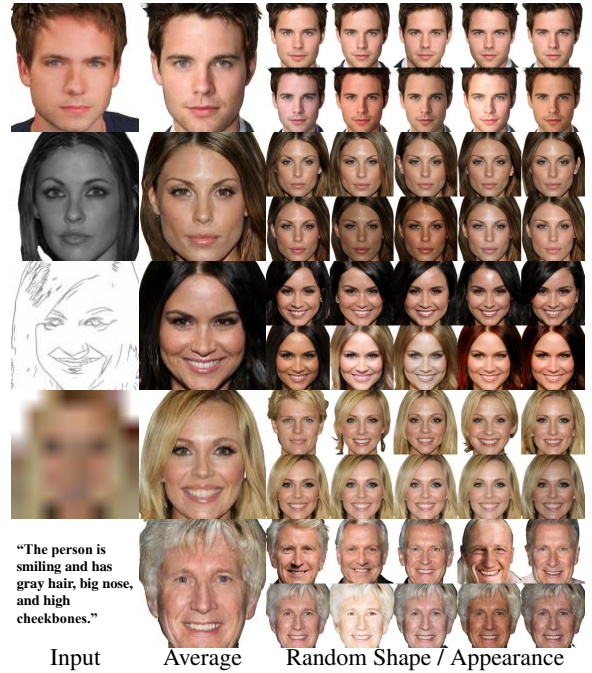 “The person is
smiling and has
gray hair, big nose,
and high
cheekbones.”
Input Average Random Shape / Appearance